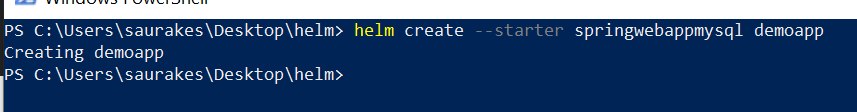 Windows PowerShell
PS C:\Users\saurakes\Desktop\helm> helm create --starter springwebappmysql demoapp
Creating demoapp
PS C:\Users\saurakes\Desktop\helm>